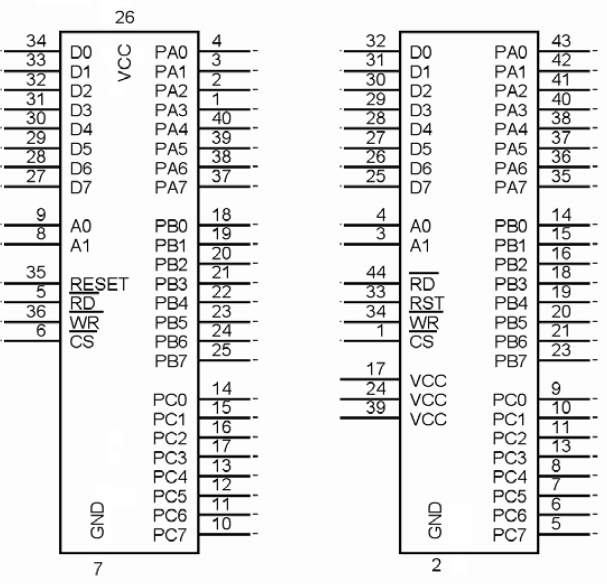 26
VCC
34 D0 PA0 4
33 D1 PA1 3
32 D2 PA2 2
31 D3 PA3 1
30 D4 PA4 40
29 D5 PA5 39
28 D6 PA6 38
27 D7 PA7 37
9 A0 PB0 18
8 A1 PB1 19
PB2 20
35 RESET PB3 21
5 RD PB4 22
36 WR PB5 23
6 CS PB6 24
PB7 25
PC0 14
PC1 15
PC2 16
PC3 17
PC4 13
PC5 12
PC6 11
PC7 10
GND
7
32 D0 PA0 43
31 D1 PA1 42
30 D2 PA2 41
29 D3 PA3 40
28 D4 PA4 38
27 D5 PA5 37
26 D6 PA6 36
25 D7 PA7 35
4 A0 PB0 14
3 A1 PB1 15
PB2 16
44 RD PB3 18
33 RST PB4 19
34 WR PB5 20
1 CS PB6 21
PB7 23
17 VCC
24 VCC PC0 9
39 VCC PC1 10
PC2 11
PC3 13
PC4 8
PC5 7
PC6 6
PC7 5
GND
2